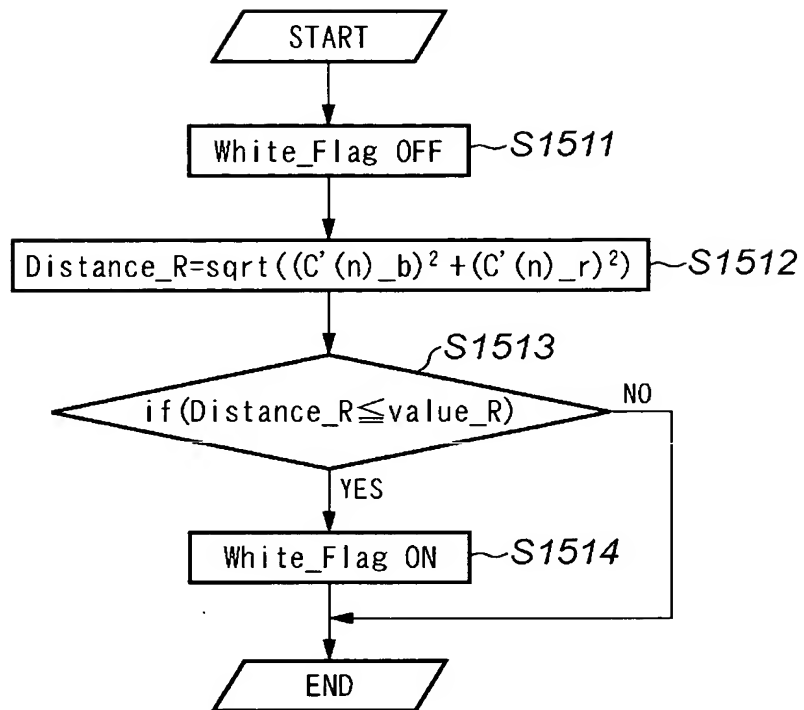 START
White_Flag OFF
S1511
Distance_R=sqrt((C'(n)_b)²+(C'(n)_r)²)
S1512
S1513
if(Distance_R≦value_R)
NO
YES
White_Flag ON
S1514
END